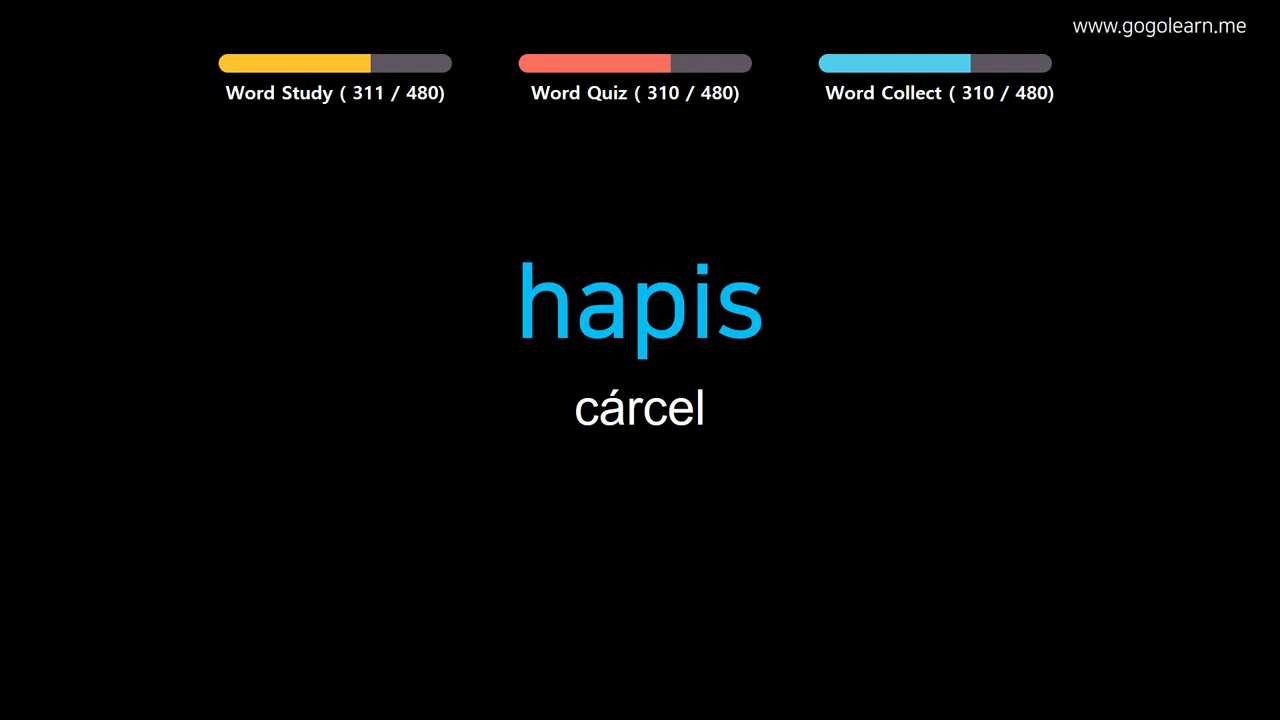 www.gogolearn.me
Word Study ( 311 / 480)
Word Quiz ( 310 / 480)
Word Collect ( 310 / 480)
hapis
cárcel